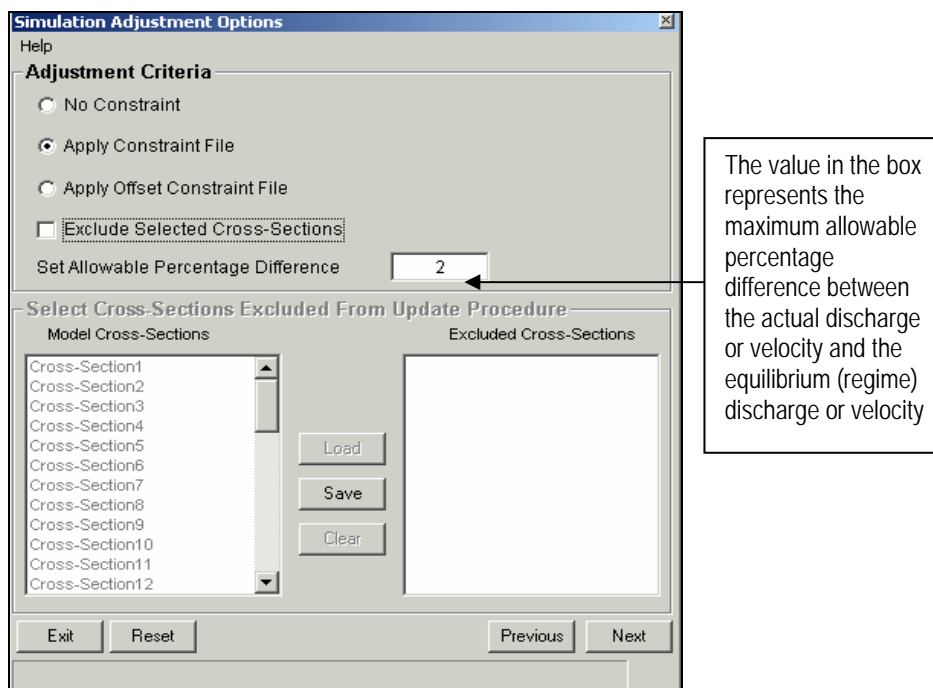 Simulation Adjustment Options
Help
Adjustment Criteria
No Constraint
Apply Constraint File
Apply Offset Constraint File
Exclude Selected Cross-Sections
Set Allowable Percentage Difference 2
The value in the box
represents the
maximum allowable
percentage
difference between
the actual discharge
or velocity and the
equilibrium (regime)
discharge or velocity
Select Cross-Sections Excluded From Update Procedure
Model Cross-Sections
Excluded Cross-Sections
Cross-Section1
Cross-Section2
Cross-Section3
Cross-Section4
Cross-Section5
Cross-Section6
Cross-Section7
Cross-Section8
Cross-Section9
Cross-Section10
Cross-Section11
Cross-Section12
Load
Save
Clear
Exit
Reset
Previous
Next